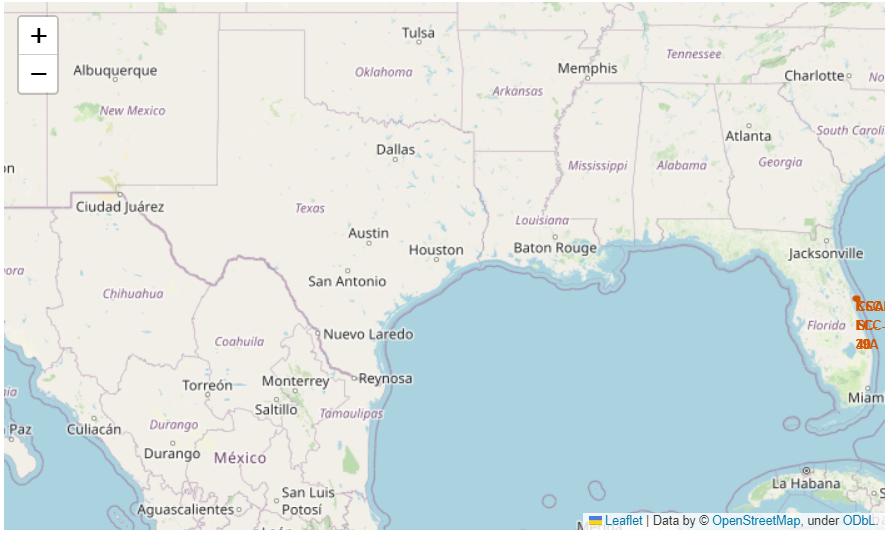 +
−
Tulsa
Albuquerque
Oklahoma
Memphis
Tennessee
Charlotte
New Mexico
Arkansas
Atlanta
South Caroli
Dallas
Mississippi
Alabama
Georgia
Ciudad Juárez
Texas
Louisiana
Austin
Houston
Baton Rouge
Jacksonville
San Antonio
Chihuahua
Florida
Coahuila
Nuevo Laredo
Torreón
Monterrey
Reynosa
Saltillo
Tamaulipas
Miam
Paz
Culiacán
Durango
Durango
México
La Habana
Aguascalientes
San Luis
Potosí
Leaflet | Data by © OpenStreetMap, under ODbL.